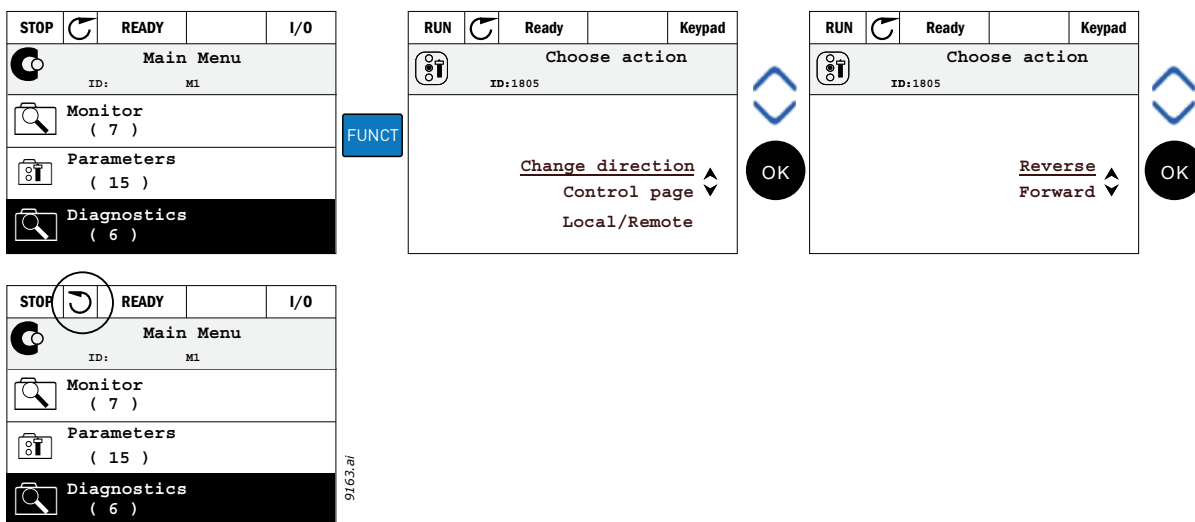 STOP READY I/O
Main Menu
ID: M1
Monitor
( 7 )
Parameters
( 15 )
Diagnostics
( 6 )
FUNCT
RUN Ready Keypad
Choose action
ID:1805
Change direction
Control page
Local/Remote
OK
RUN Ready Keypad
Choose action
ID:1805
Reverse
Forward
OK
STOP READY I/O
Main Menu
ID: M1
Monitor
( 7 )
Parameters
( 15 )
Diagnostics
( 6 )
9163.ai